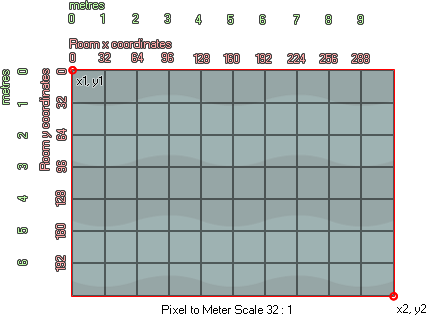 metres
0 1 2 3 4 5 6 7 8 9
Room x coordinates
0 32 64 96 128 160 192 224 256 288
metres
0 1 2 3 4 5 6
Room y coordinates
0 32 64 96 128 160 192
x1, y1
x2, y2
Pixel to Meter Scale 32 : 1